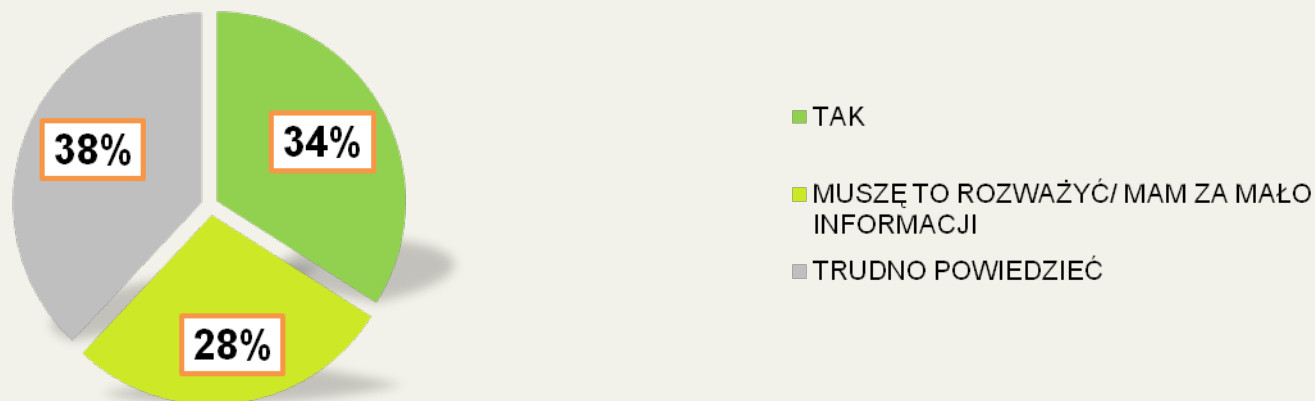 38%
34%
28%
TAK
MUSZĘ TO ROZWAŻYĆ/ MAM ZA MAŁO
INFORMACJI
TRUDNO POWIEDZIEĆ